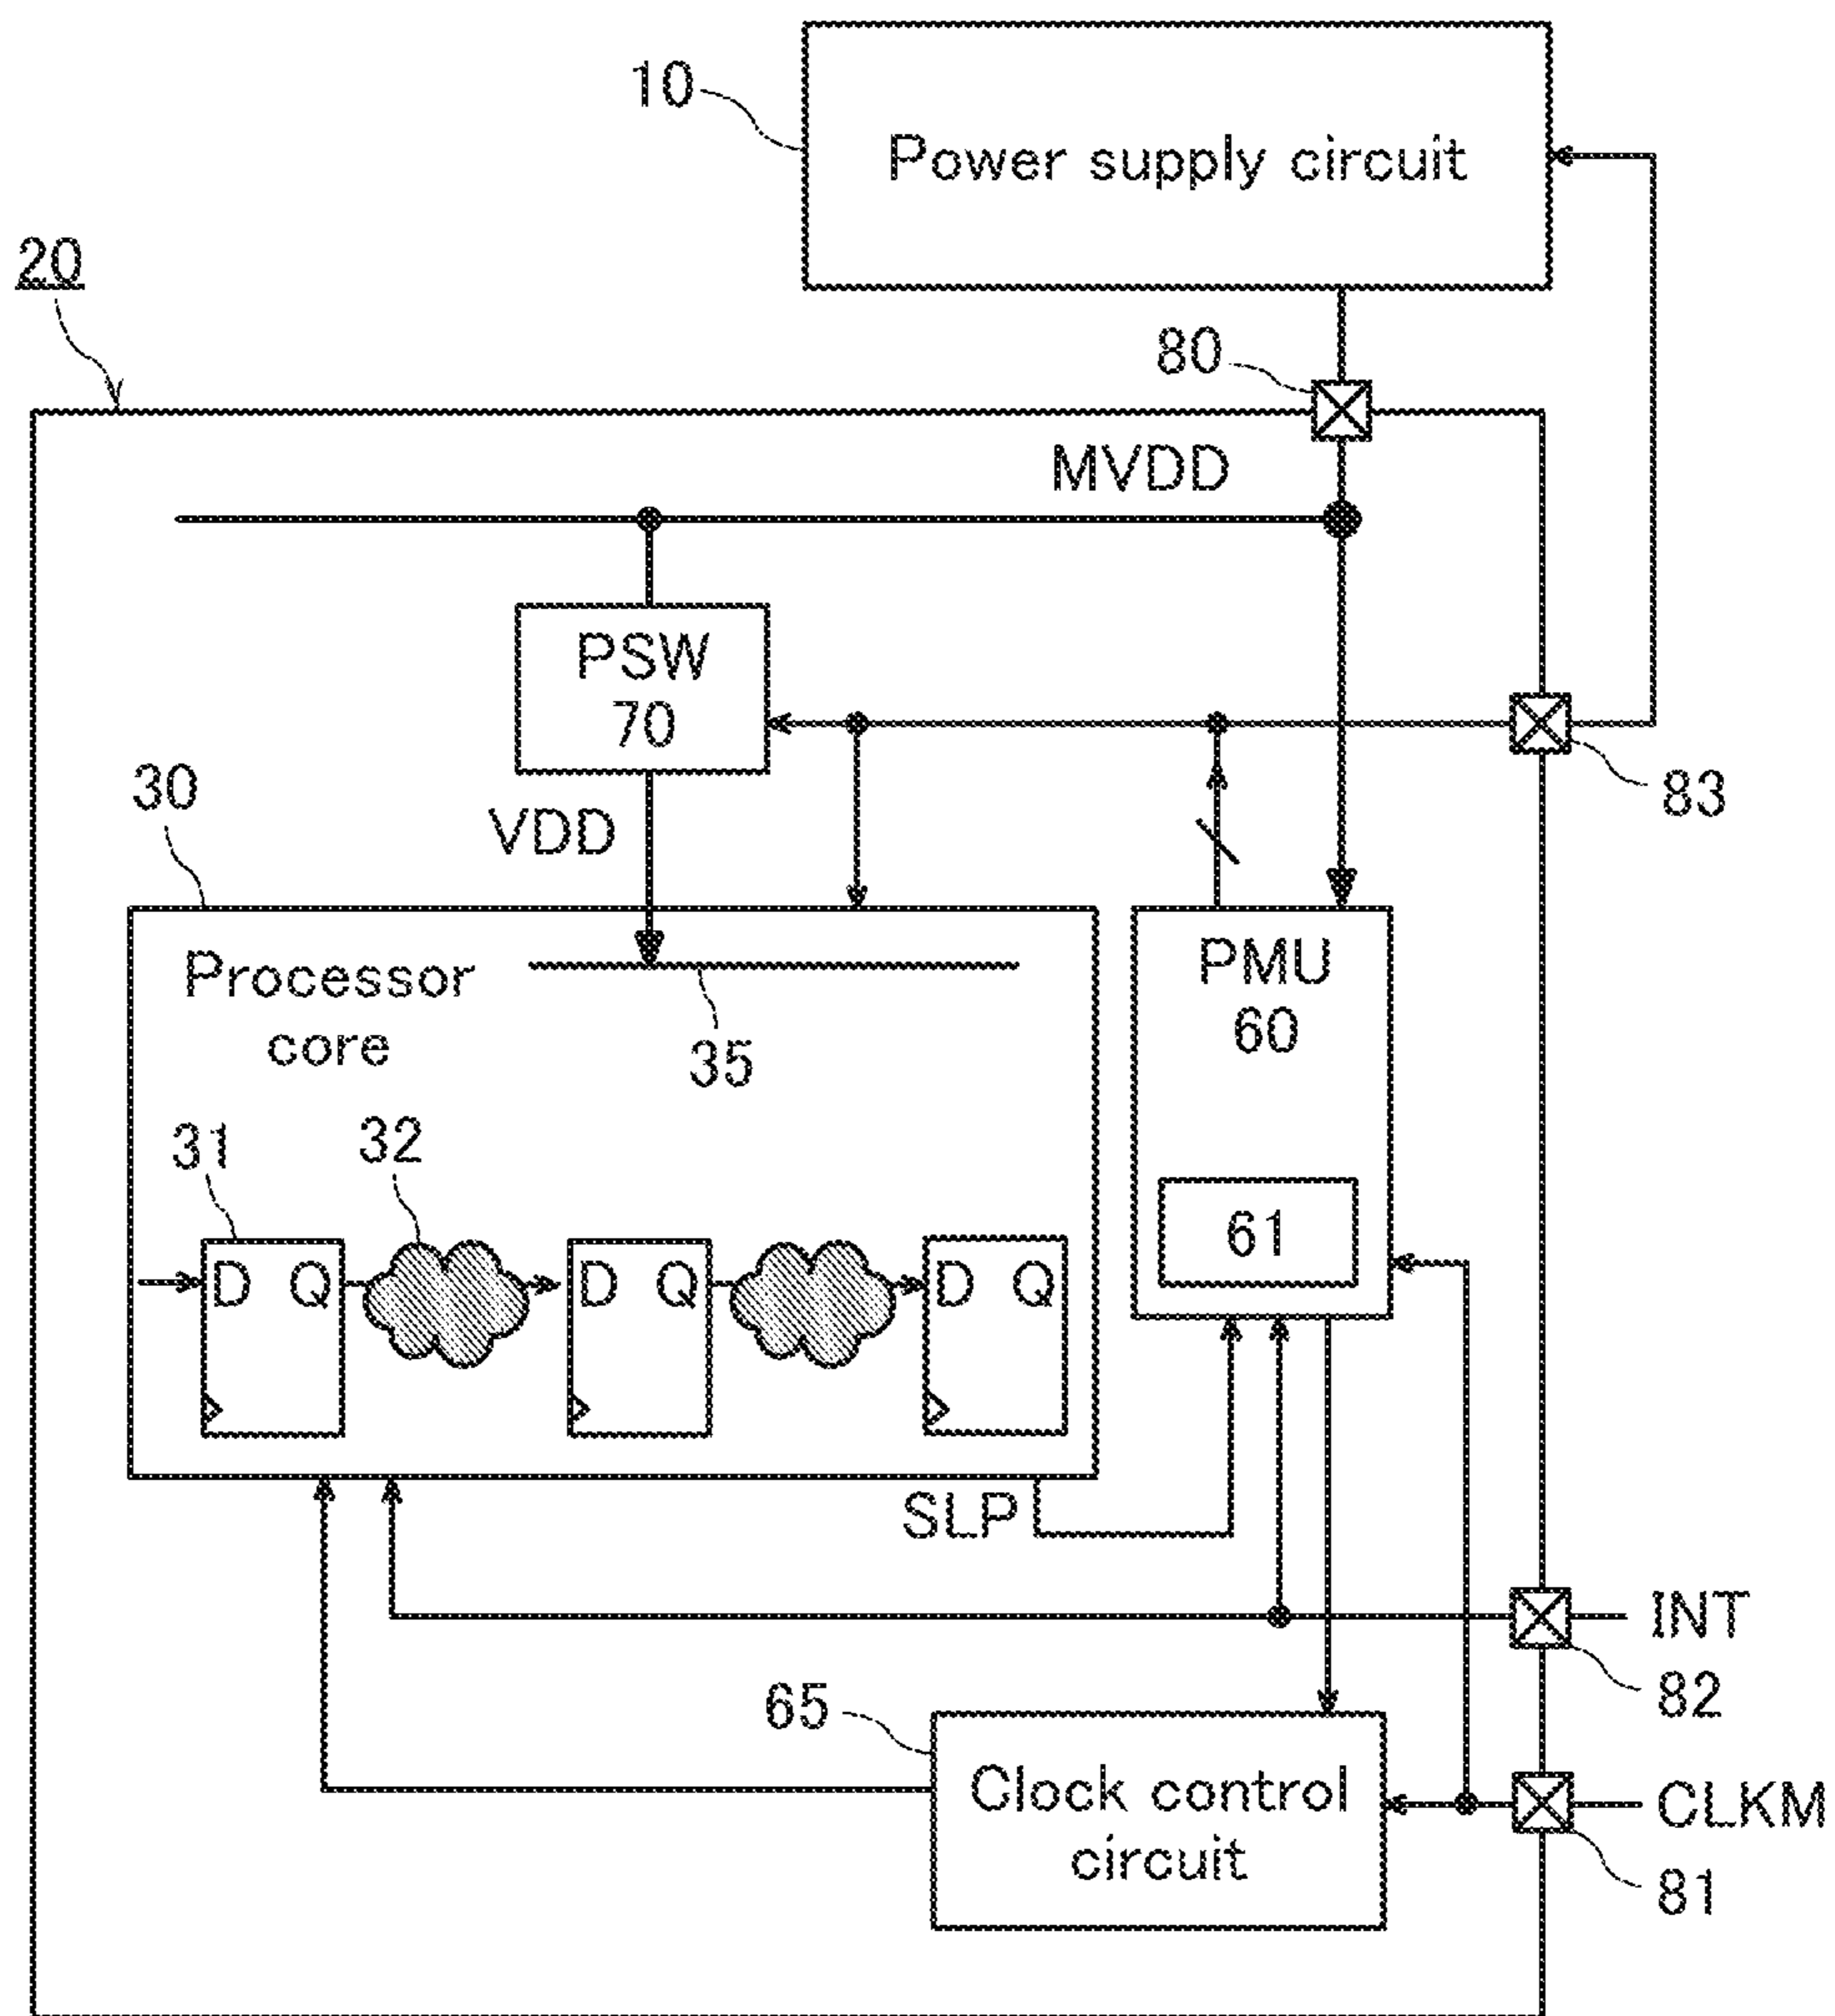 10
Power supply circuit
20
80
MVDD
PSW
70
83
30
VDD
Processor
core
35
PMU
60
31
32
61
D Q
D Q
D Q
SLP
INT
82
65
Clock control
circuit
CLKM
81